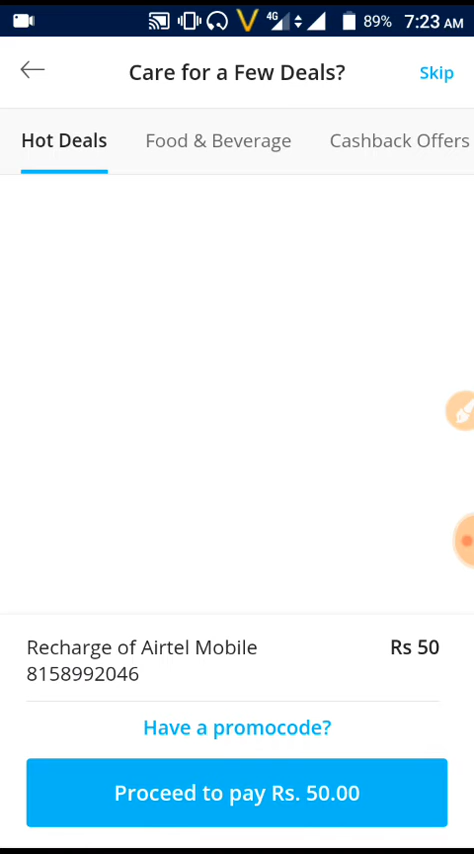 4G 89% 7:23 AM
Care for a Few Deals? Skip
Hot Deals Food & Beverage Cashback Offers
Recharge of Airtel Mobile Rs 50
8158992046
Have a promocode?
Proceed to pay Rs. 50.00